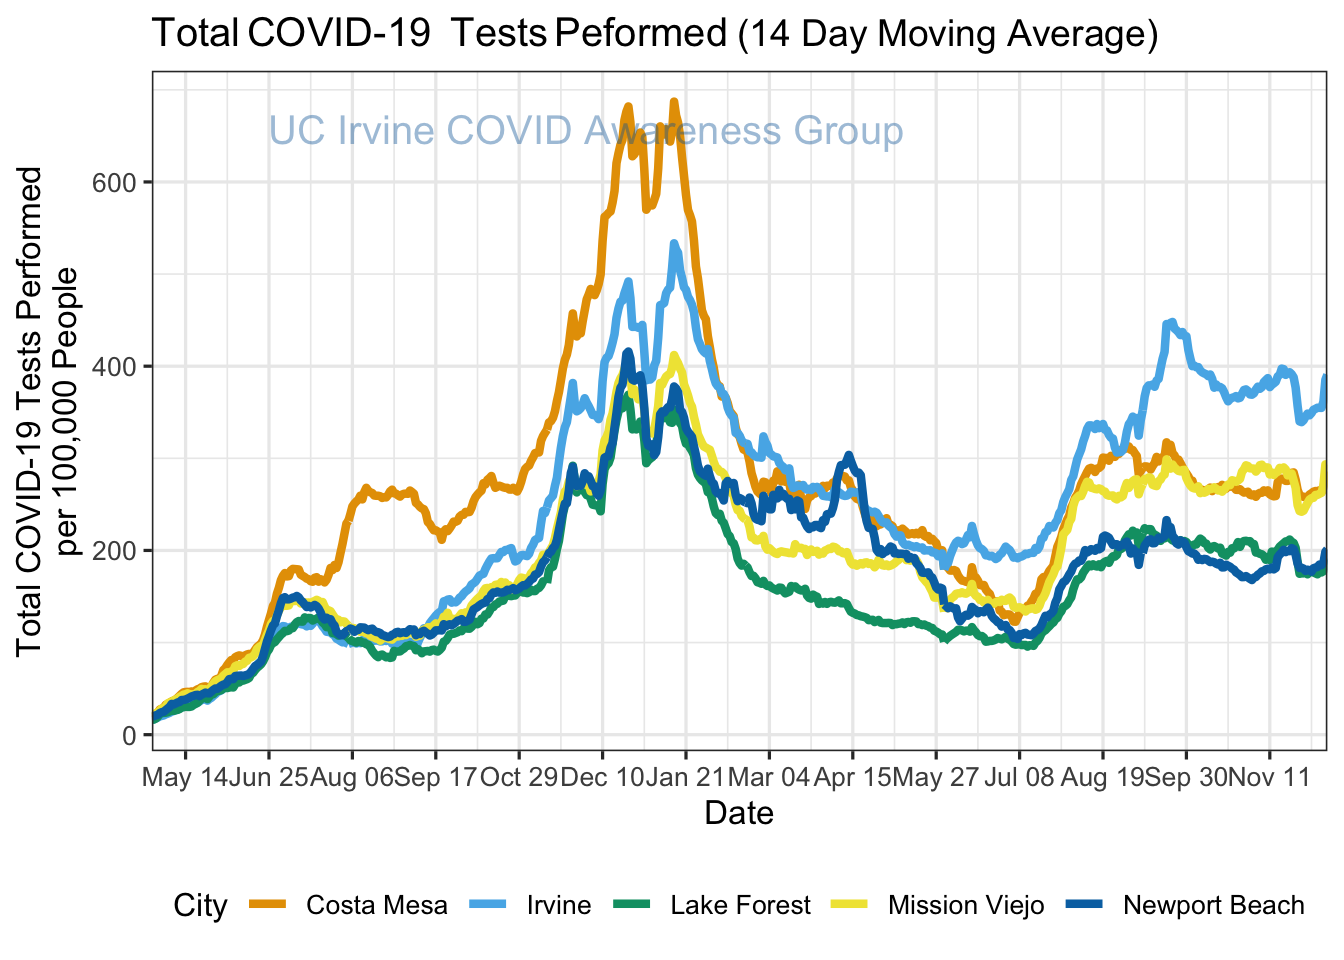 Total COVID-19 Tests Peformed (14 Day Moving Average)
UC Irvine COVID Awareness Group
Total COVID-19 Tests Performed
per 100,000 People
600
400
200
0
May 14 Jun 25 Aug 06 Sep 17 Oct 29 Dec 10 Jan 21 Mar 04 Apr 15 May 27 Jul 08 Aug 19 Sep 30 Nov 11
Date
City Costa Mesa Irvine Lake Forest Mission Viejo Newport Beach